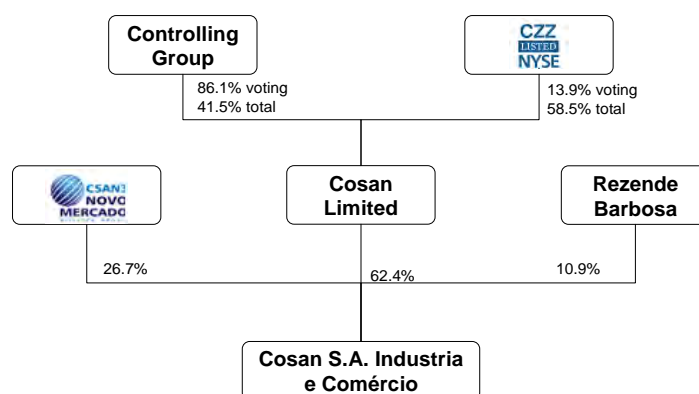 Controlling
Group
CZZ
LISTED
NYSE
86.1% voting
41.5% total
13.9% voting
58.5% total
CSAN3
NOVO
MERCADO
Cosan
Limited
Rezende
Barbosa
26.7%
62.4%
10.9%
Cosan S.A. Industria
e Comércio